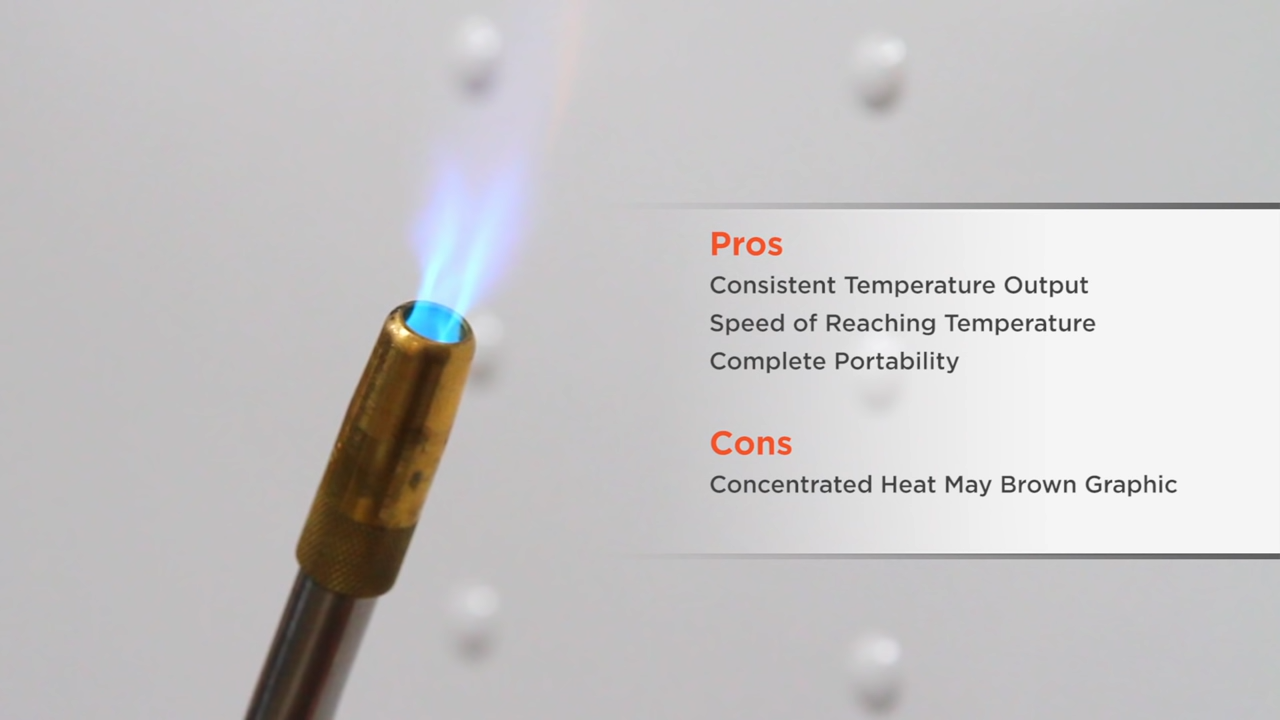 Pros
Consistent Temperature Output
Speed of Reaching Temperature
Complete Portability
Cons
Concentrated Heat May Brown Graphic